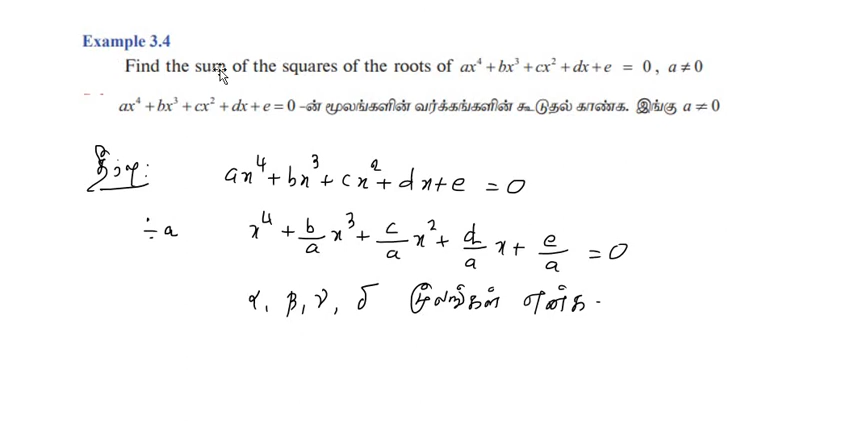 Example 3.4
Find the sum of the squares of the roots of ax⁴ + bx³ + cx² + dx + e = 0, a ≠ 0
ax⁴ + bx³ + cx² + dx + e = 0 -ன் மூலங்களின் வர்க்கங்களின் கூடுதல் காண்க. இங்கு a ≠ 0
தீர்வு: ax⁴ + bx³ + cx² + dx + e = 0
÷ a x⁴ + b/a x³ + c/a x² + d/a x + e/a = 0
α, β, γ, δ மூலங்கள் என்க.